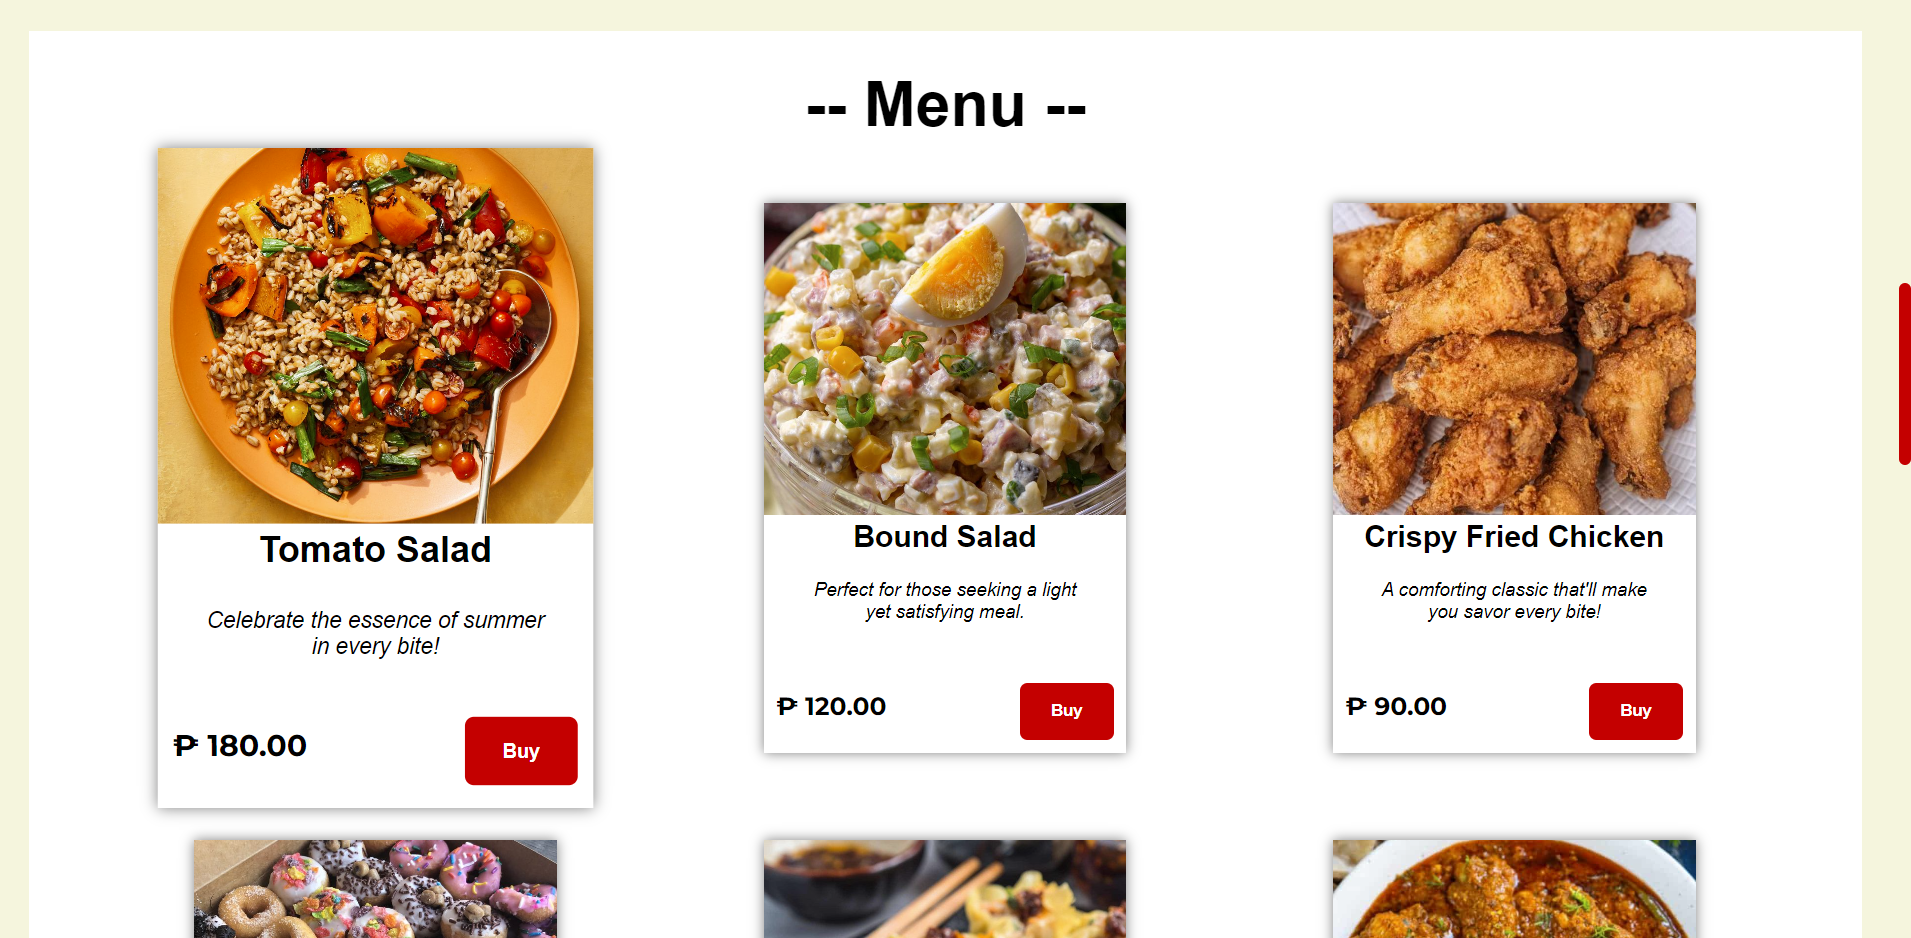 -- Menu --
Tomato Salad
Celebrate the essence of summer
in every bite!
₱ 180.00
Buy
Bound Salad
Perfect for those seeking a light
yet satisfying meal.
₱ 120.00
Buy
Crispy Fried Chicken
A comforting classic that'll make
you savor every bite!
₱ 90.00
Buy